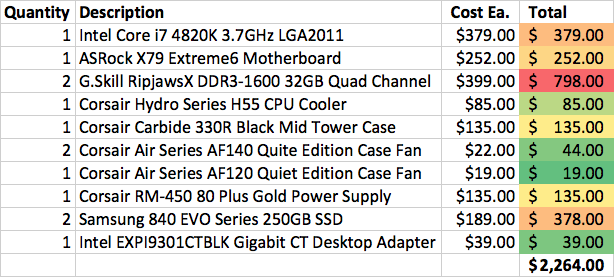 Quantity Description Cost Ea. Total
1 Intel Core i7 4820K 3.7GHz LGA2011 $379.00 $ 379.00
1 ASRock X79 Extreme6 Motherboard $252.00 $ 252.00
2 G.Skill RipjawsX DDR3-1600 32GB Quad Channel $399.00 $ 798.00
1 Corsair Hydro Series H55 CPU Cooler $85.00 $ 85.00
1 Corsair Carbide 330R Black Mid Tower Case $135.00 $ 135.00
2 Corsair Air Series AF140 Quite Edition Case Fan $22.00 $ 44.00
1 Corsair Air Series AF120 Quiet Edition Case Fan $19.00 $ 19.00
1 Corsair RM-450 80 Plus Gold Power Supply $135.00 $ 135.00
2 Samsung 840 EVO Series 250GB SSD $189.00 $ 378.00
1 Intel EXPI9301CTBLK Gigabit CT Desktop Adapter $39.00 $ 39.00
$2,264.00